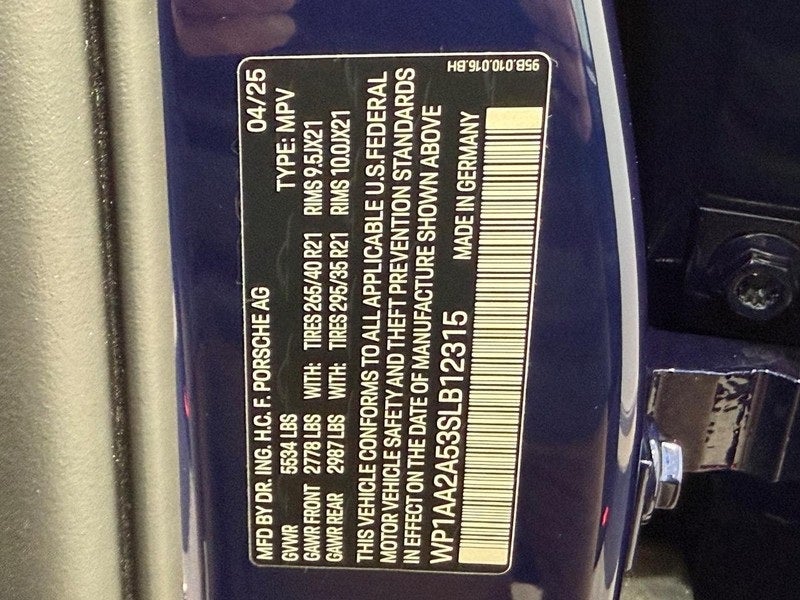 MFD BY DR. ING. H.C. F. PORSCHE AG 04/25
GVWR 5534 LBS TYPE: MPV
GAWR FRONT 2778 LBS WITH: TIRES 265/40 R21 RIMS 9.5JX21
GAWR REAR 2987 LBS WITH: TIRES 295/35 R21 RIMS 10.0JX21
THIS VEHICLE CONFORMS TO ALL APPLICABLE U.S. FEDERAL
MOTOR VEHICLE SAFETY AND THEFT PREVENTION STANDARDS
IN EFFECT ON THE DATE OF MANUFACTURE SHOWN ABOVE
WP1AA2A53SLB12315 MADE IN GERMANY
95B.010.016.BH